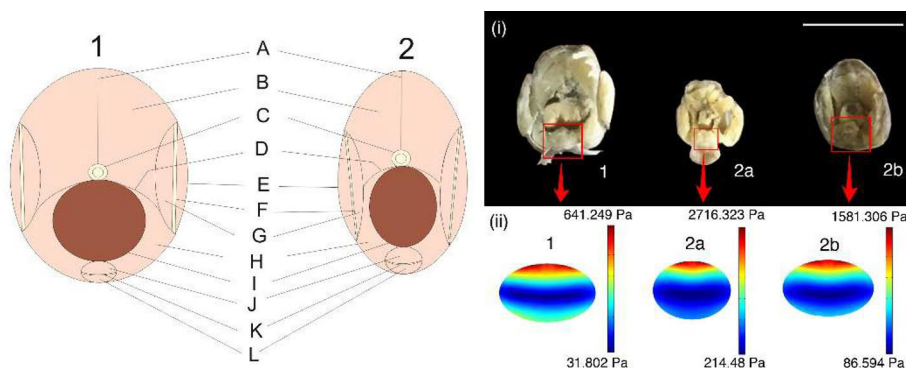 1
2
A
B
C
D
E
F
G
H
I
J
K
L
(i)
1
2a
2b
641.249 Pa
2716.323 Pa
1581.306 Pa
(ii)
1
2a
2b
31.802 Pa
214.48 Pa
86.594 Pa